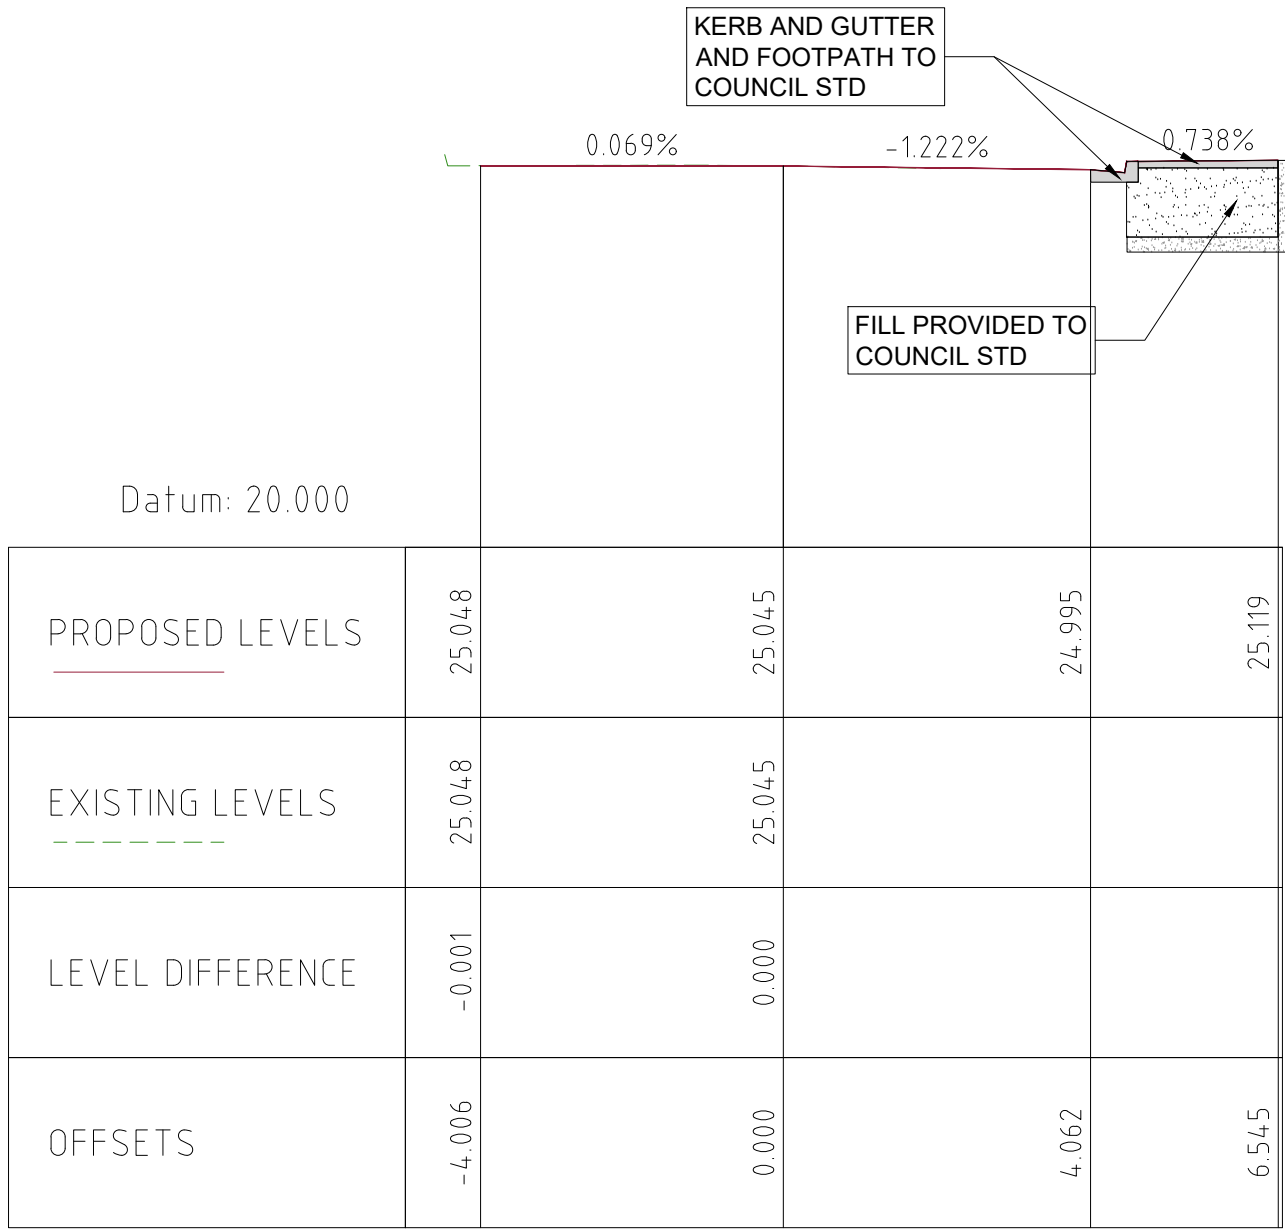 KERB AND GUTTER
AND FOOTPATH TO
COUNCIL STD
0.069%
-1.222%
0.738%
FILL PROVIDED TO
COUNCIL STD
Datum: 20.000
PROPOSED LEVELS
25.048
25.045
24.995
25.119
EXISTING LEVELS
25.048
25.045
LEVEL DIFFERENCE
-0.001
0.000
OFFSETS
-4.006
0.000
4.062
6.545